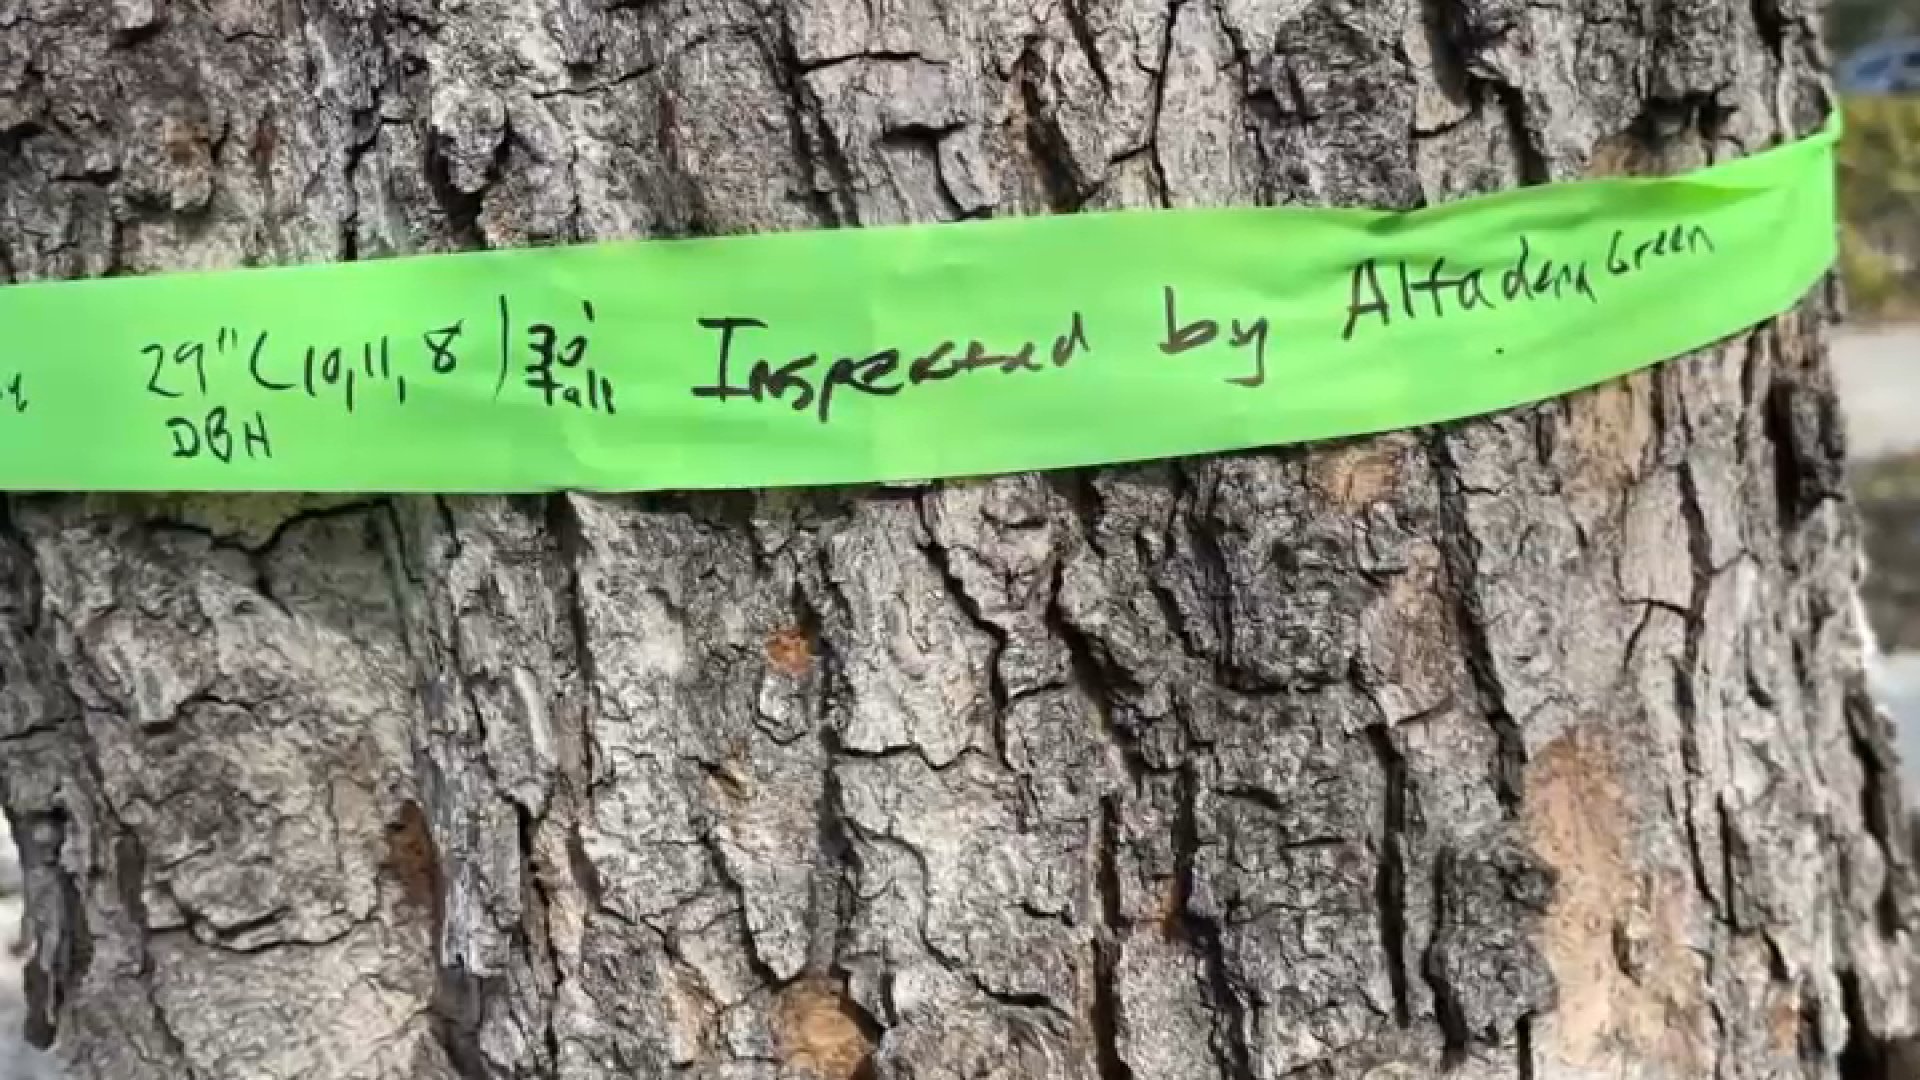 29" (10, 11, 8) 30' Inspected by Altadena Green
DBH tall